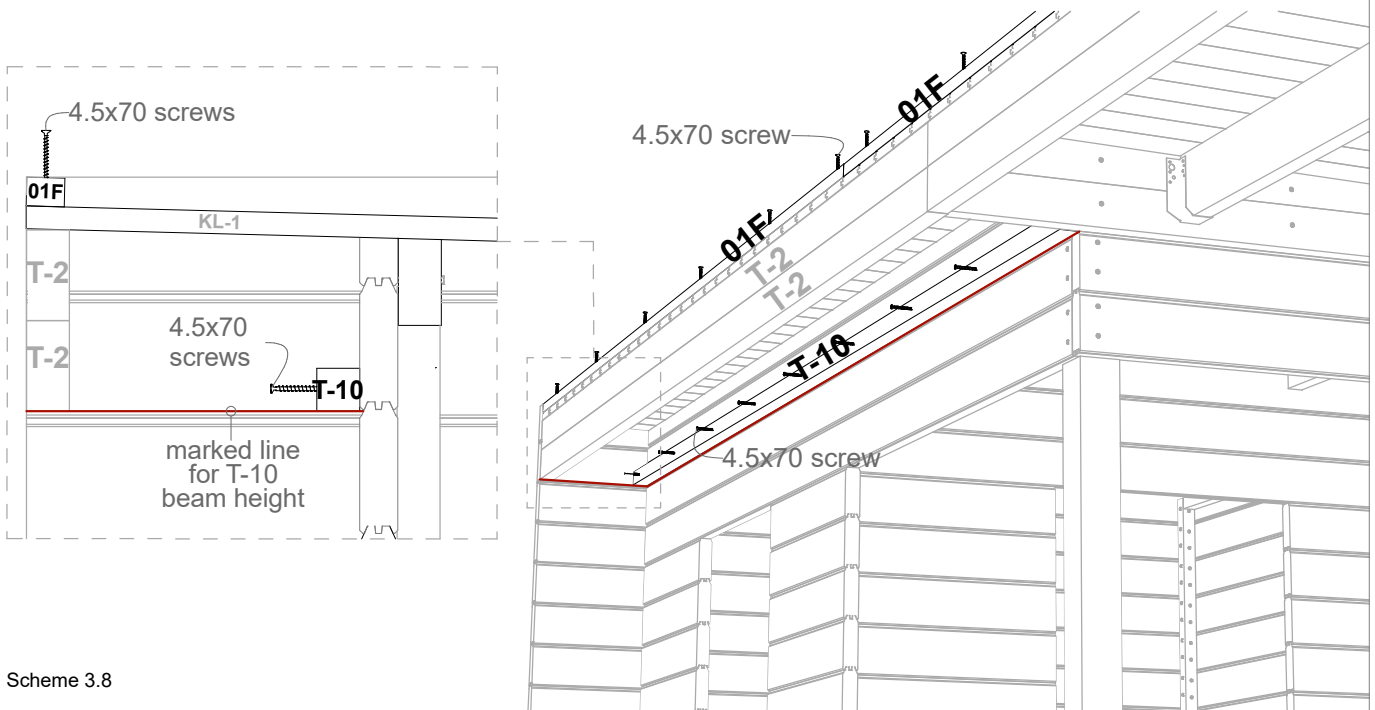 4.5x70 screws
01F
KL-1
T-2
T-2
4.5x70
screws
T-10
marked line
for T-10
beam height
4.5x70 screw
01F
01F
T-2
T-2
T-10
4.5x70 screw
Scheme 3.8